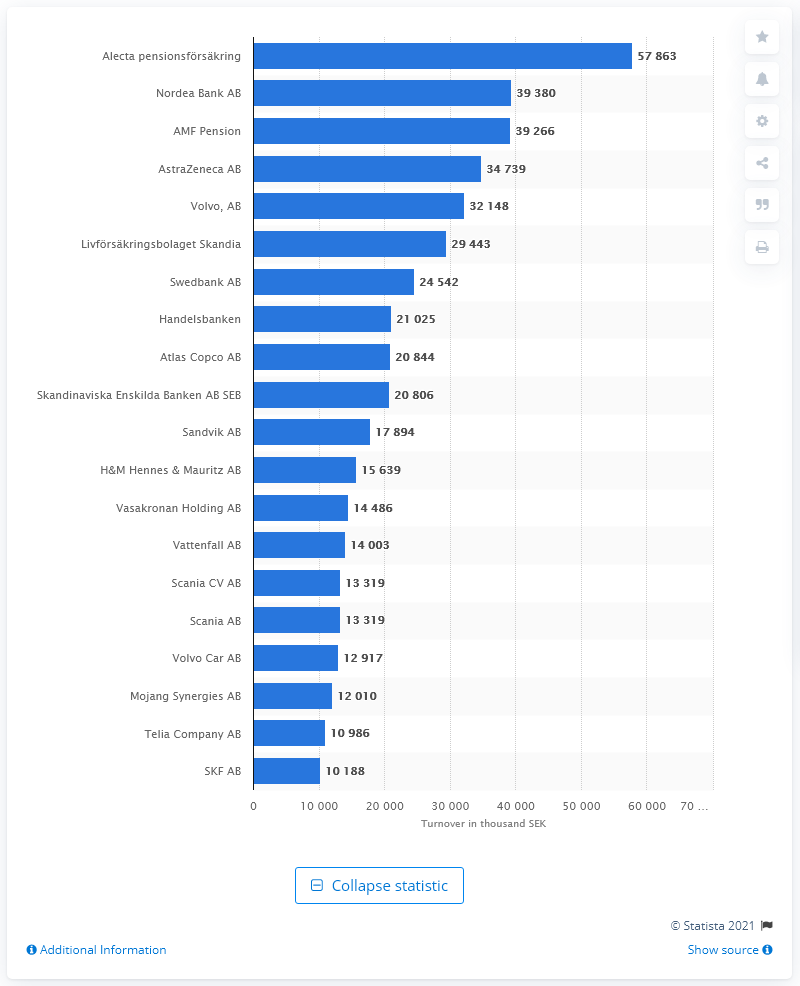 Alecta pensionsförsäkring 57 863
Nordea Bank AB 39 380
AMF Pension 39 266
AstraZeneca AB 34 739
Volvo, AB 32 148
Livförsäkringsbolaget Skandia 29 443
Swedbank AB 24 542
Handelsbanken 21 025
Atlas Copco AB 20 844
Skandinaviska Enskilda Banken AB SEB 20 806
Sandvik AB 17 894
H&M Hennes & Mauritz AB 15 639
Vasakronan Holding AB 14 486
Vattenfall AB 14 003
Scania CV AB 13 319
Scania AB 13 319
Volvo Car AB 12 917
Mojang Synergies AB 12 010
Telia Company AB 10 986
SKF AB 10 188
0 10 000 20 000 30 000 40 000 50 000 60 000 70 ...
Turnover in thousand SEK
Collapse statistic
© Statista 2021
Additional Information Show source